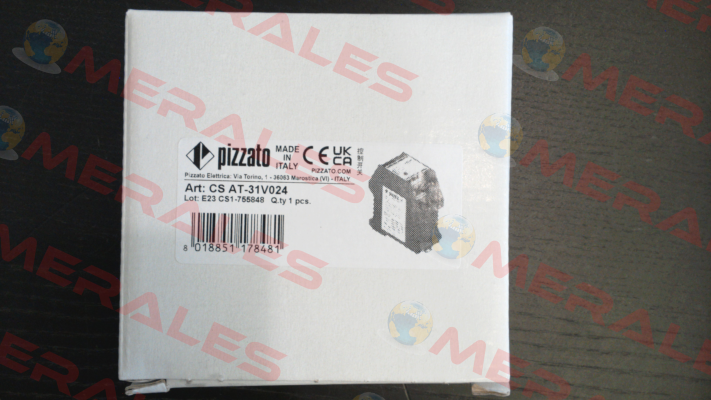 pizzato
MADE IN ITALY
CE UK CA
PIZZATO.COM
控制开关
Pizzato Elettrica: Via Torino, 1 - 36063 Marostica (VI) - ITALY
Art: CS AT-31V024
Lot: E23 CS1-755848 Q.ty 1 pcs.
8 018851 178481
MERALES
MERALES
MERALES
MERALES
MERALES
MERALES